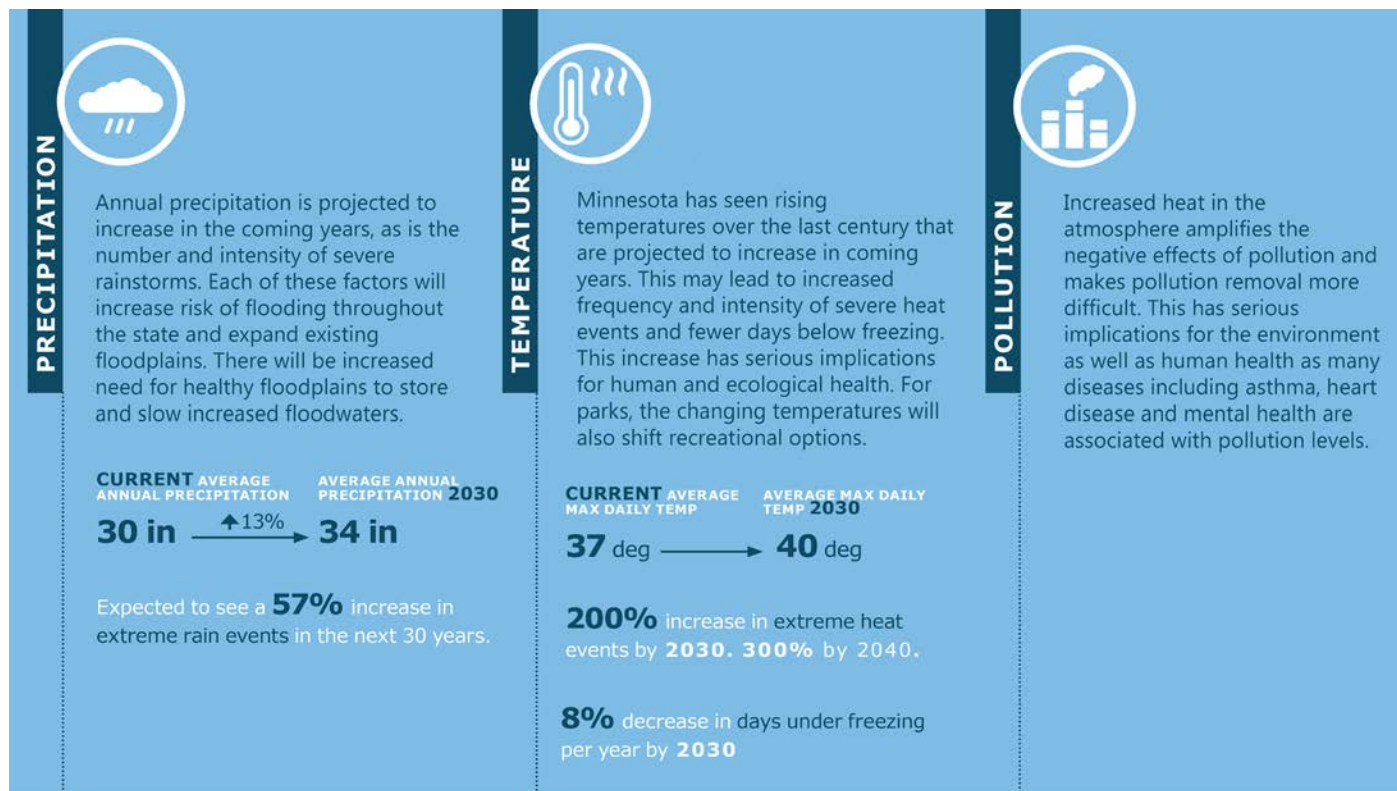 PRECIPITATION
Annual precipitation is projected to
increase in the coming years, as is the
number and intensity of severe
rainstorms. Each of these factors will
increase risk of flooding throughout
the state and expand existing
floodplains. There will be increased
need for healthy floodplains to store
and slow increased floodwaters.
CURRENT AVERAGE
ANNUAL PRECIPITATION
AVERAGE ANNUAL
PRECIPITATION 2030
30 in 13% 34 in
Expected to see a 57% increase in
extreme rain events in the next 30 years.
TEMPERATURE
Minnesota has seen rising
temperatures over the last century that
are projected to increase in coming
years. This may lead to increased
frequency and intensity of severe heat
events and fewer days below freezing.
This increase has serious implications
for human and ecological health. For
parks, the changing temperatures will
also shift recreational options.
CURRENT AVERAGE
MAX DAILY TEMP
AVERAGE MAX DAILY
TEMP 2030
37 deg 40 deg
200% increase in extreme heat
events by 2030. 300% by 2040.
8% decrease in days under freezing
per year by 2030
POLLUTION
Increased heat in the
atmosphere amplifies the
negative effects of pollution and
makes pollution removal more
difficult. This has serious
implications for the environment
as well as human health as many
diseases including asthma, heart
disease and mental health are
associated with pollution levels.